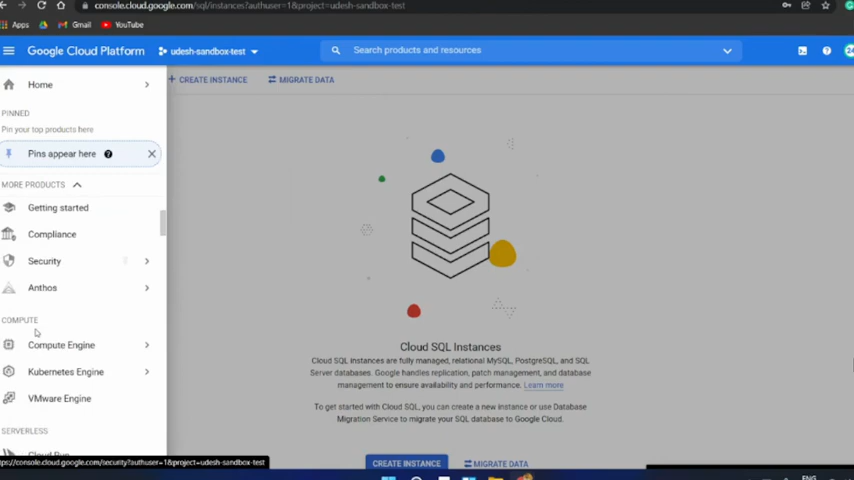 console.cloud.google.com/sql/instances?authuser=1&project=udesh-sandbox-test
Apps Gmail YouTube
Google Cloud Platform udesh-sandbox-test Search products and resources
Home
CREATE INSTANCE MIGRATE DATA
PINNED
Pin your top products here
Pins appear here
MORE PRODUCTS
Getting started
Compliance
Security
Anthos
COMPUTE
Compute Engine
Kubernetes Engine
VMware Engine
SERVERLESS
Cloud Run
Cloud SQL Instances
Cloud SQL instances are fully managed, relational MySQL, PostgreSQL, and SQL
Server databases. Google handles replication, patch management, and database
management to ensure availability and performance. Learn more
To get started with Cloud SQL, you can create a new instance or use Database
Migration Service to migrate your SQL database to Google Cloud.
CREATE INSTANCE MIGRATE DATA
ps://console.cloud.google.com/security?authuser=1&project=udesh-sandbox-test
ENG